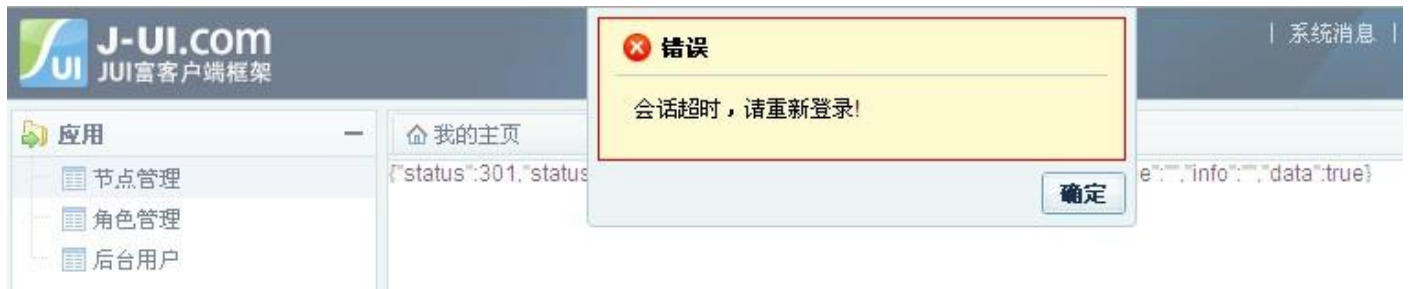 J-UI.com
JUI富客户端框架
UI
| 系统消息 |
错误
会话超时，请重新登录!
确定
应用
节点管理
角色管理
后台用户
我的主页
{"status":301,"status
e":"","info":"","data":true}